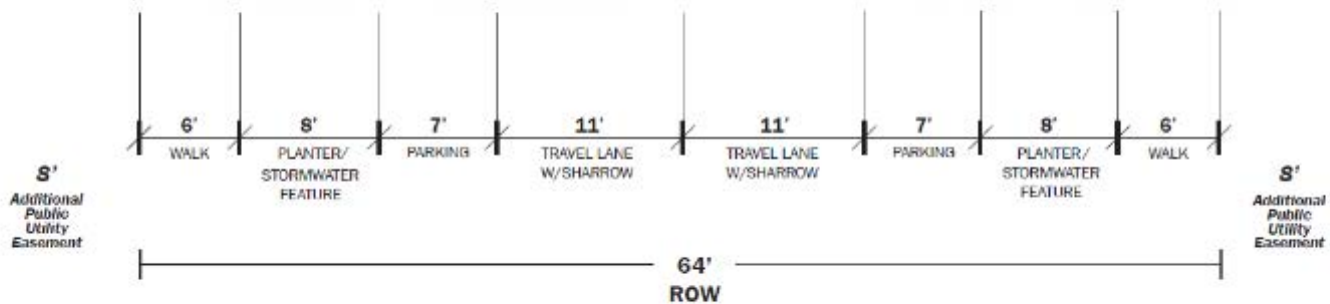 6' 8' 7' 11' 11' 7' 8' 6'
WALK PLANTER/ PARKING TRAVEL LANE TRAVEL LANE PARKING PLANTER/ WALK
STORMWATER W/SHARROW W/SHARROW STORMWATER
FEATURE FEATURE
8' 8'
Additional Additional
Public Public
Utility Utility
Easement Easement
64'
ROW